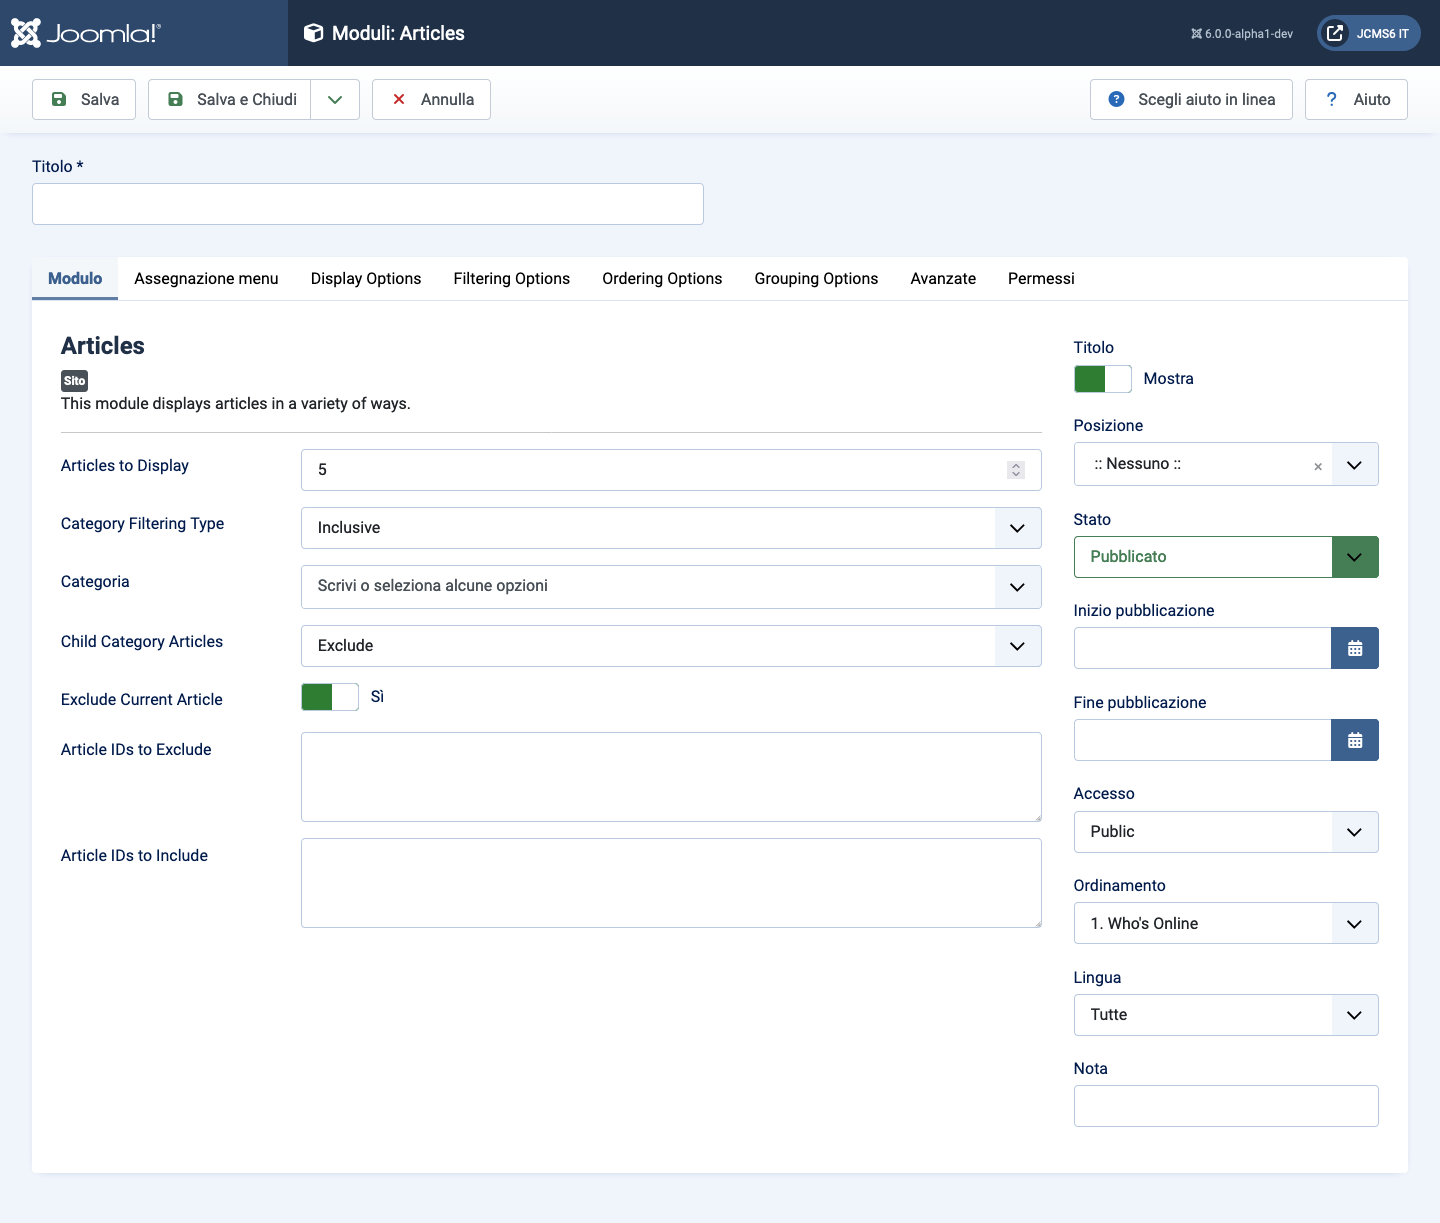 Joomla!®
Moduli: Articles
6.0.0-alpha1-dev
JCMS6 IT
Salva
Salva e Chiudi
Annulla
Scegli aiuto in linea
? Aiuto
Titolo *
Modulo
Assegnazione menu
Display Options
Filtering Options
Ordering Options
Grouping Options
Avanzate
Permessi
Articles
Sito
This module displays articles in a variety of ways.
Articles to Display
5
Category Filtering Type
Inclusive
Categoria
Scrivi o seleziona alcune opzioni
Child Category Articles
Exclude
Exclude Current Article
Sì
Article IDs to Exclude
Article IDs to Include
Titolo
Mostra
Posizione
:: Nessuno ::
Stato
Pubblicato
Inizio pubblicazione
Fine pubblicazione
Accesso
Public
Ordinamento
1. Who's Online
Lingua
Tutte
Nota